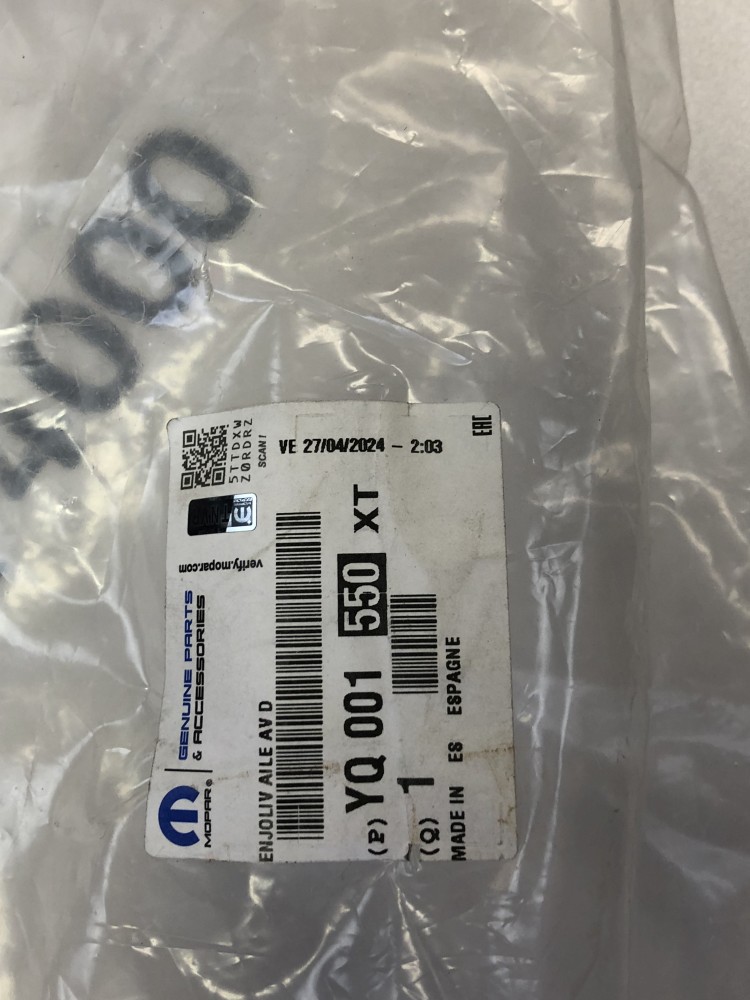 5TTDXW
Z0RDRZ
SCAN!
VE 27/04/2024 - 2:03
EAC
verify.mopar.com
MOPAR®
GENUINE PARTS
& ACCESSORIES
ENJOLIV AILE AV D
(P) YQ 001 550 XT
(Q) 1
MADE IN ES ESPAGNE